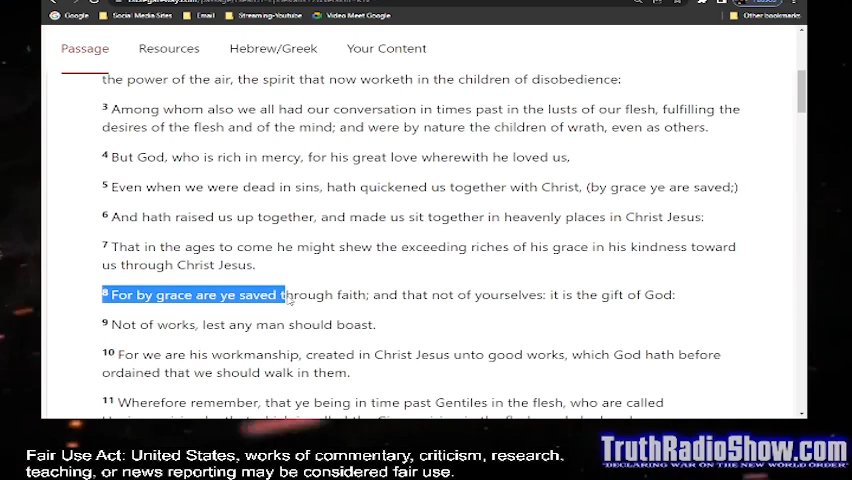 Google Social Media Sites Email Streaming-Youtube Video Meet Google Other bookmarks
Passage Resources Hebrew/Greek Your Content
the power of the air, the spirit that now worketh in the children of disobedience:
3 Among whom also we all had our conversation in times past in the lusts of our flesh, fulfilling the
desires of the flesh and of the mind; and were by nature the children of wrath, even as others.
4 But God, who is rich in mercy, for his great love wherewith he loved us,
5 Even when we were dead in sins, hath quickened us together with Christ, (by grace ye are saved;)
6 And hath raised us up together, and made us sit together in heavenly places in Christ Jesus:
7 That in the ages to come he might shew the exceeding riches of his grace in his kindness toward
us through Christ Jesus.
8 For by grace are ye saved through faith; and that not of yourselves: it is the gift of God:
9 Not of works, lest any man should boast.
10 For we are his workmanship, created in Christ Jesus unto good works, which God hath before
ordained that we should walk in them.
11 Wherefore remember, that ye being in time past Gentiles in the flesh, who are called
Fair Use Act: United States, works of commentary, criticism, research,
teaching, or news reporting may be considered fair use.
TruthRadioShow.com
"DECLARING WAR ON THE NEW WORLD ORDER"